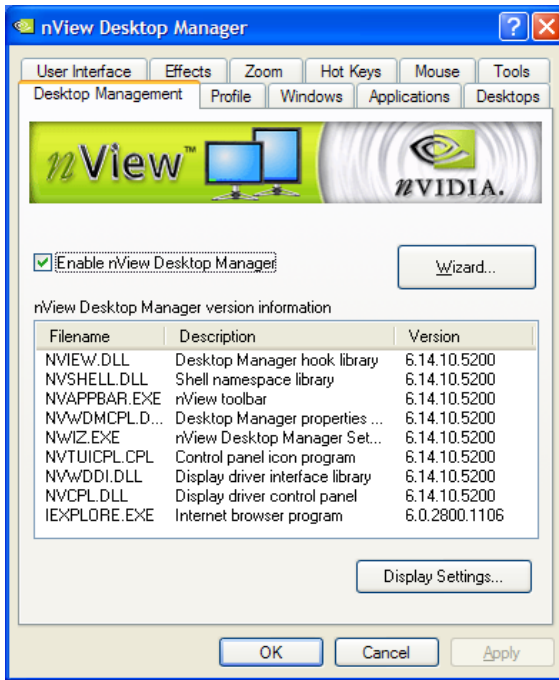 nView Desktop Manager
User Interface Effects Zoom Hot Keys Mouse Tools
Desktop Management Profile Windows Applications Desktops
nView™ nVIDIA.
Enable nView Desktop Manager
Wizard...
nView Desktop Manager version information
Filename Description Version
NVIEW.DLL Desktop Manager hook library 6.14.10.5200
NVSHELL.DLL Shell namespace library 6.14.10.5200
NVAPPBAR.EXE nView toolbar 6.14.10.5200
NVWDMCPL.D... Desktop Manager properties ... 6.14.10.5200
NWIZ.EXE nView Desktop Manager Set... 6.14.10.5200
NVTUICPL.CPL Control panel icon program 6.14.10.5200
NVWDDI.DLL Display driver interface library 6.14.10.5200
NVCPL.DLL Display driver control panel 6.14.10.5200
IEXPLORE.EXE Internet browser program 6.0.2800.1106
Display Settings...
OK Cancel Apply